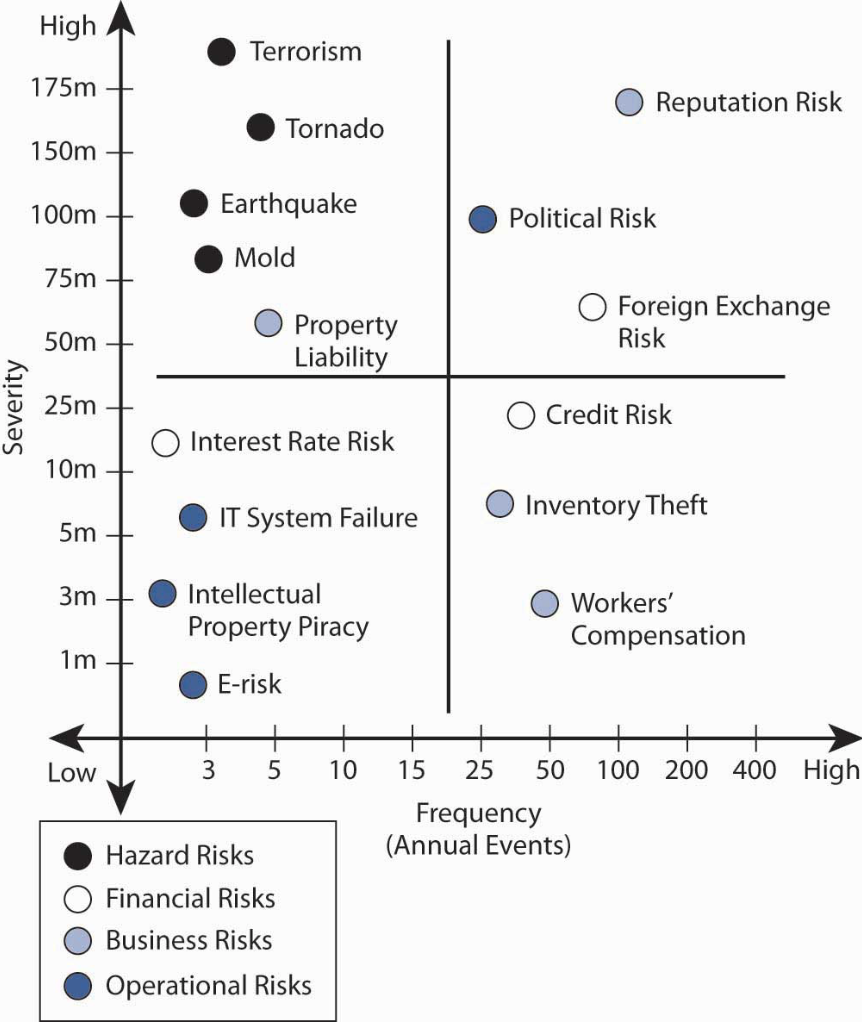 High
Terrorism
175m
Reputation Risk
Tornado
150m
Earthquake
100m
Political Risk
Mold
75m
Foreign Exchange
Risk
Property
Liability
50m
Severity
25m
Credit Risk
Interest Rate Risk
10m
Inventory Theft
IT System Failure
5m
3m
Intellectual
Property Piracy
Workers’
Compensation
1m
E-risk
Low 3 5 10 15 25 50 100 200 400 High
Frequency
(Annual Events)
Hazard Risks
Financial Risks
Business Risks
Operational Risks